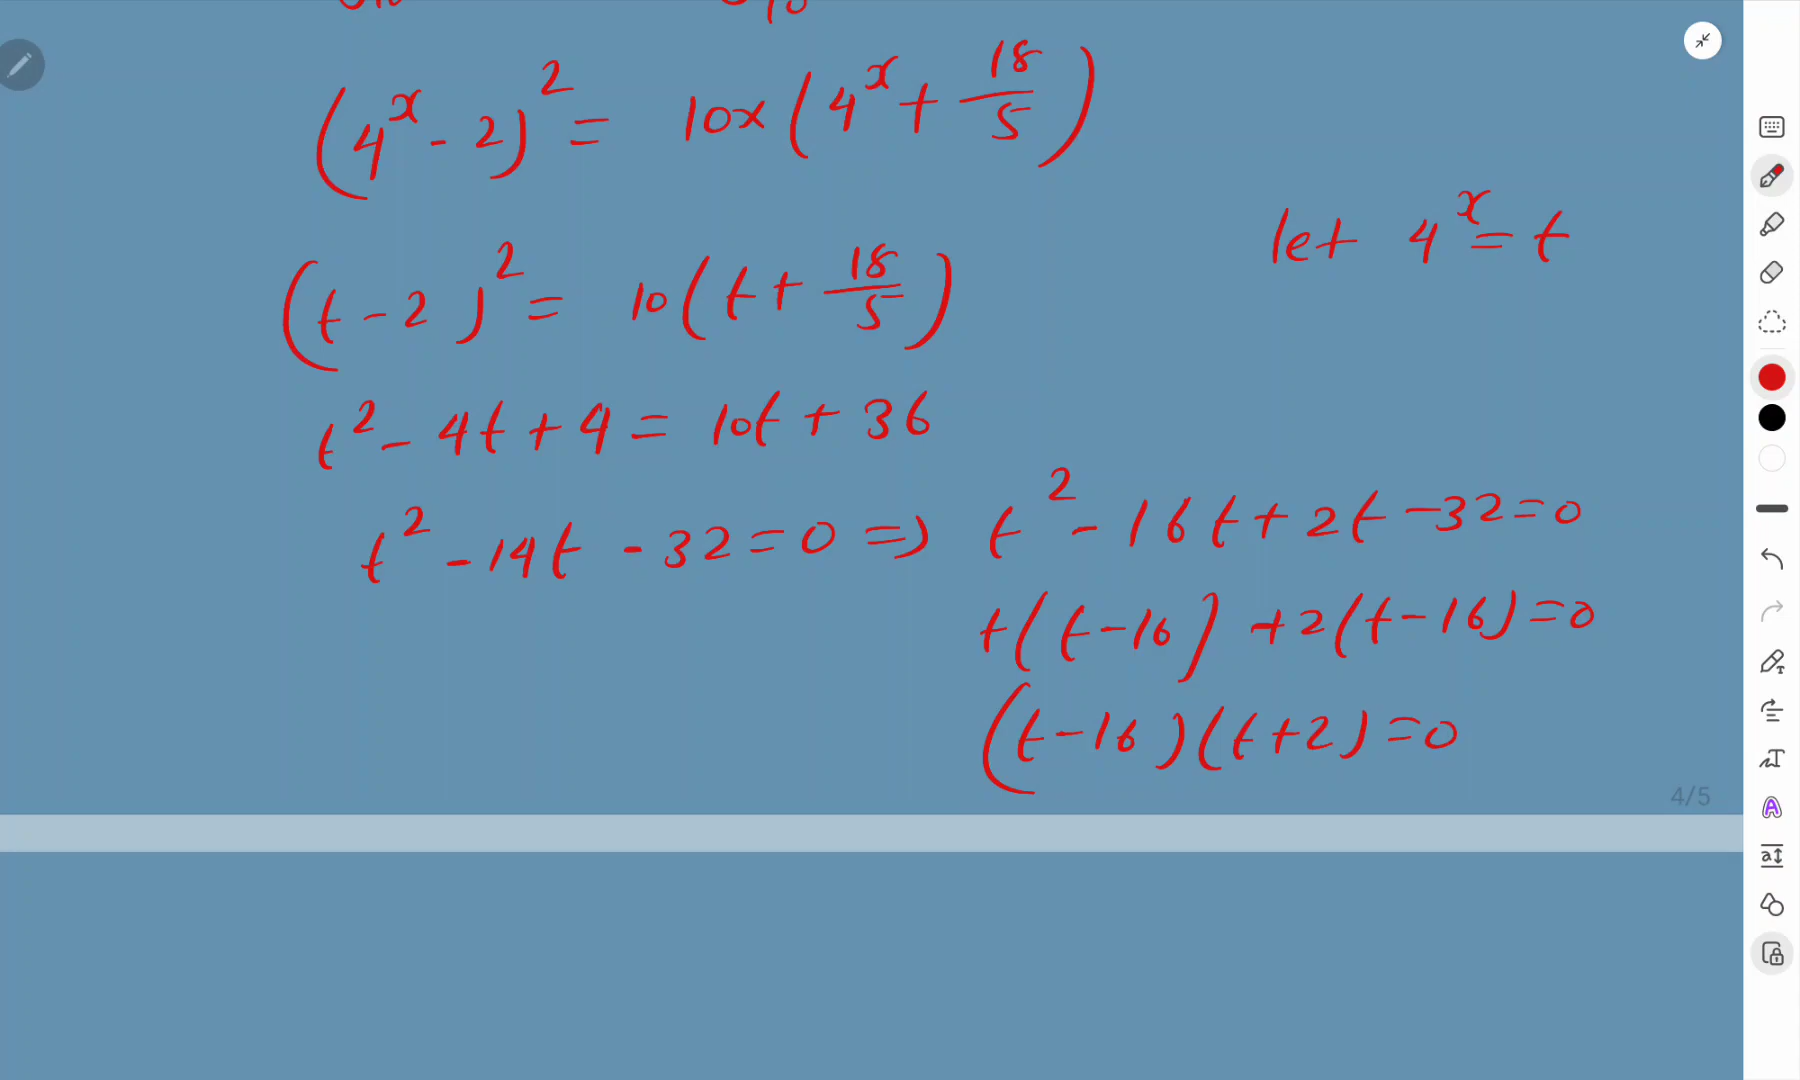 (4^x - 2)^2 = 10x(4^x + 18/5)
let 4^x = t
(t - 2)^2 = 10(t + 18/5)
t^2 - 4t + 4 = 10t + 36
t^2 - 14t - 32 = 0 => t^2 - 16t + 2t - 32 = 0
t(t - 16) + 2(t - 16) = 0
(t - 16)(t + 2) = 0
4/5